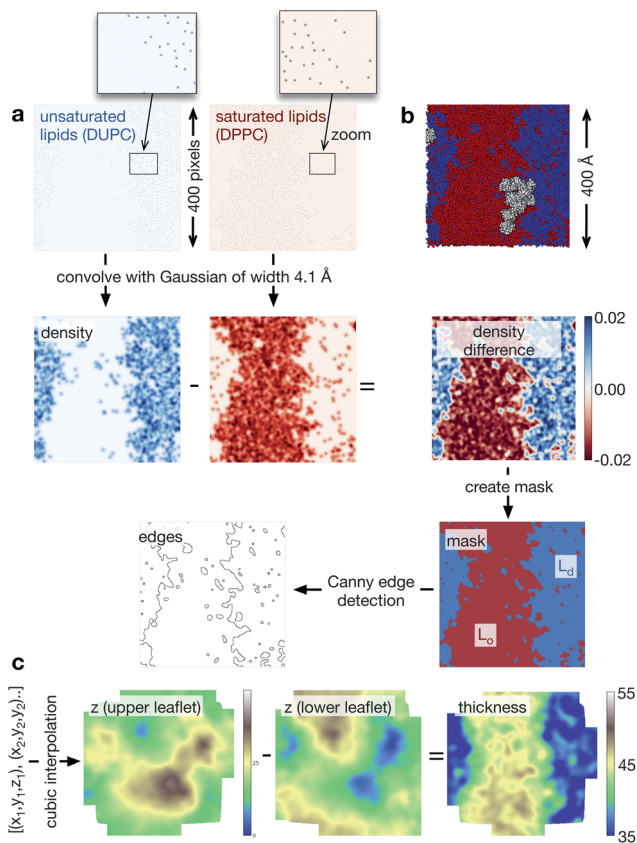 a
unsaturated
lipids (DUPC)
400 pixels
saturated lipids
(DPPC)
zoom
b
400 Å
convolve with Gaussian of width 4.1 Å
density
-
=
density
difference
0.02
0.00
-0.02
create mask
edges
Canny edge
detection
mask
Ld
Lo
c
[(x1,y1,z1), (x2,y2,y2)..]
cubic interpolation
z (upper leaflet)
25
0
-
z (lower leaflet)
=
thickness
55
45
35